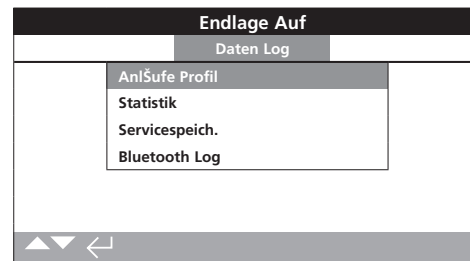 Endlage Auf
Daten Log
AnlŠufe Profil
Statistik
Servicespeich.
Bluetooth Log